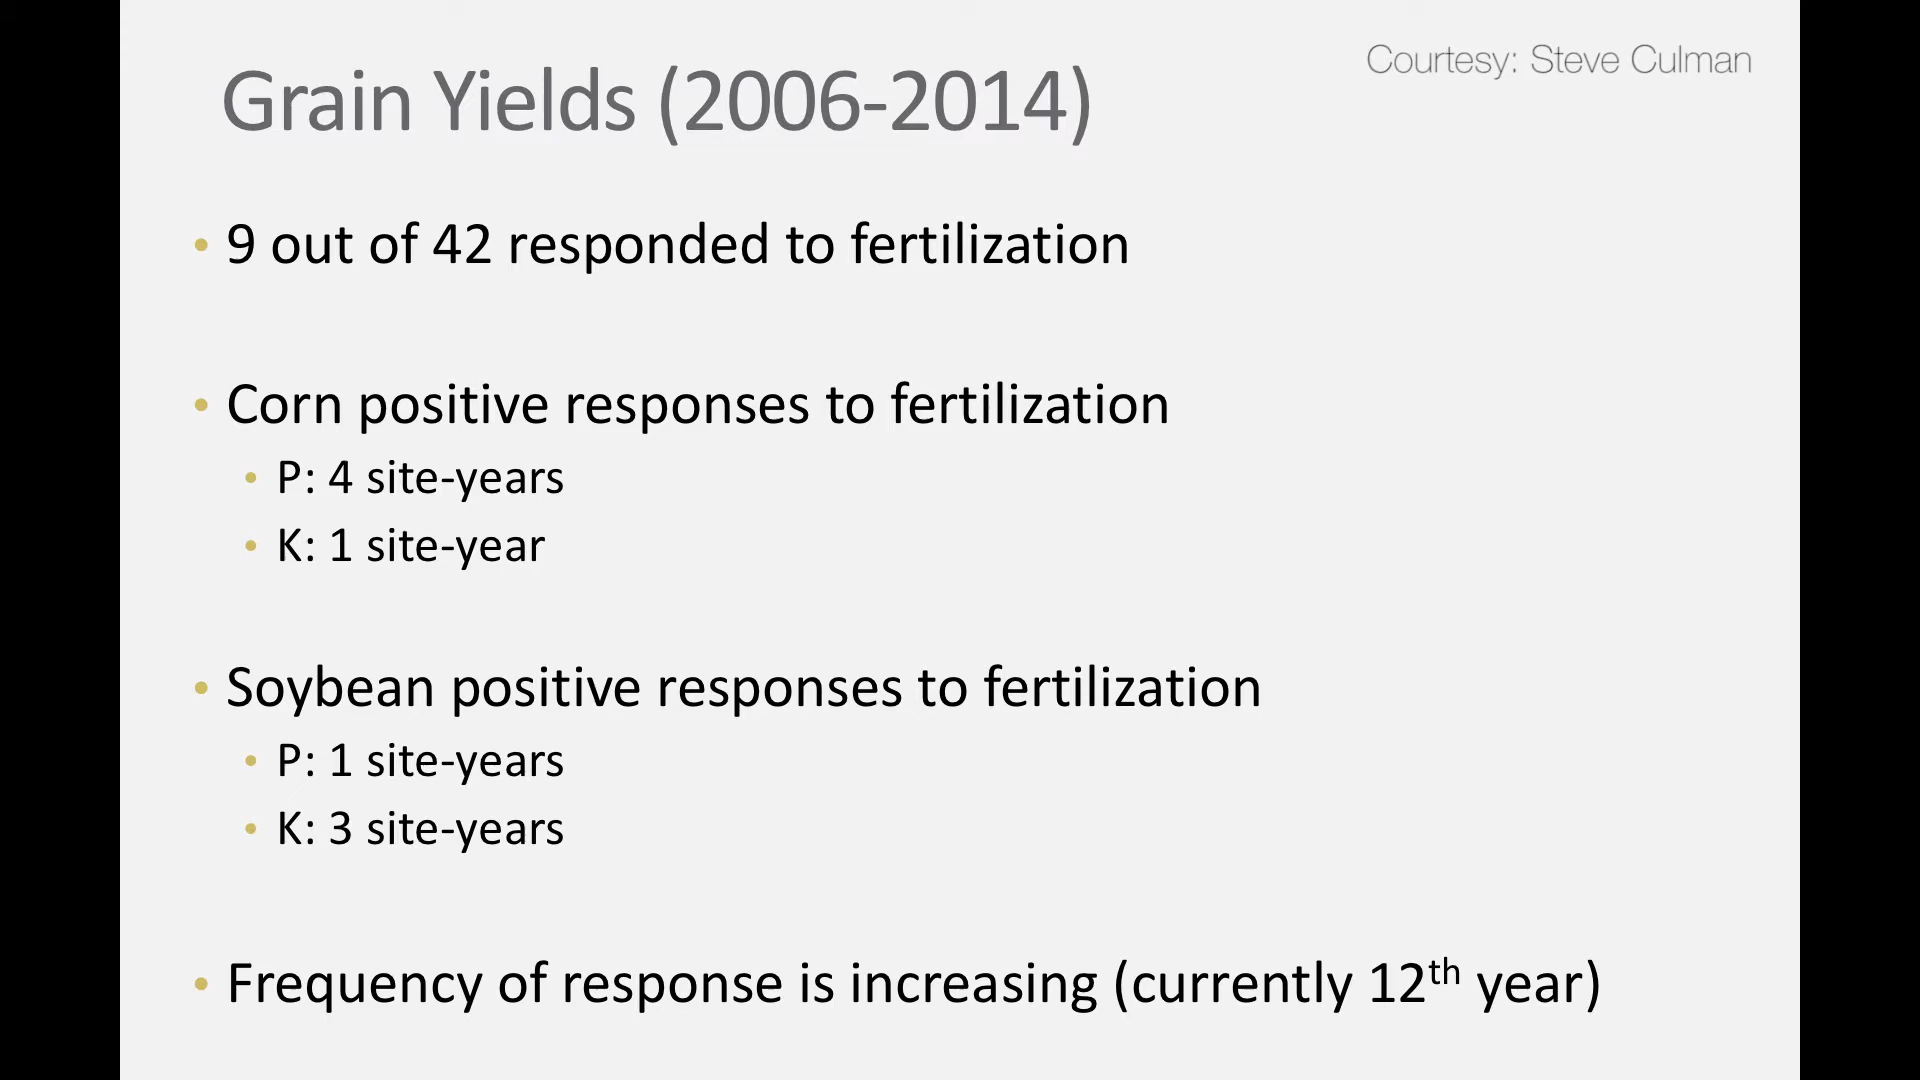 Courtesy: Steve Culman
Grain Yields (2006-2014)
• 9 out of 42 responded to fertilization
• Corn positive responses to fertilization
• P: 4 site-years
• K: 1 site-year
• Soybean positive responses to fertilization
• P: 1 site-years
• K: 3 site-years
• Frequency of response is increasing (currently 12th year)